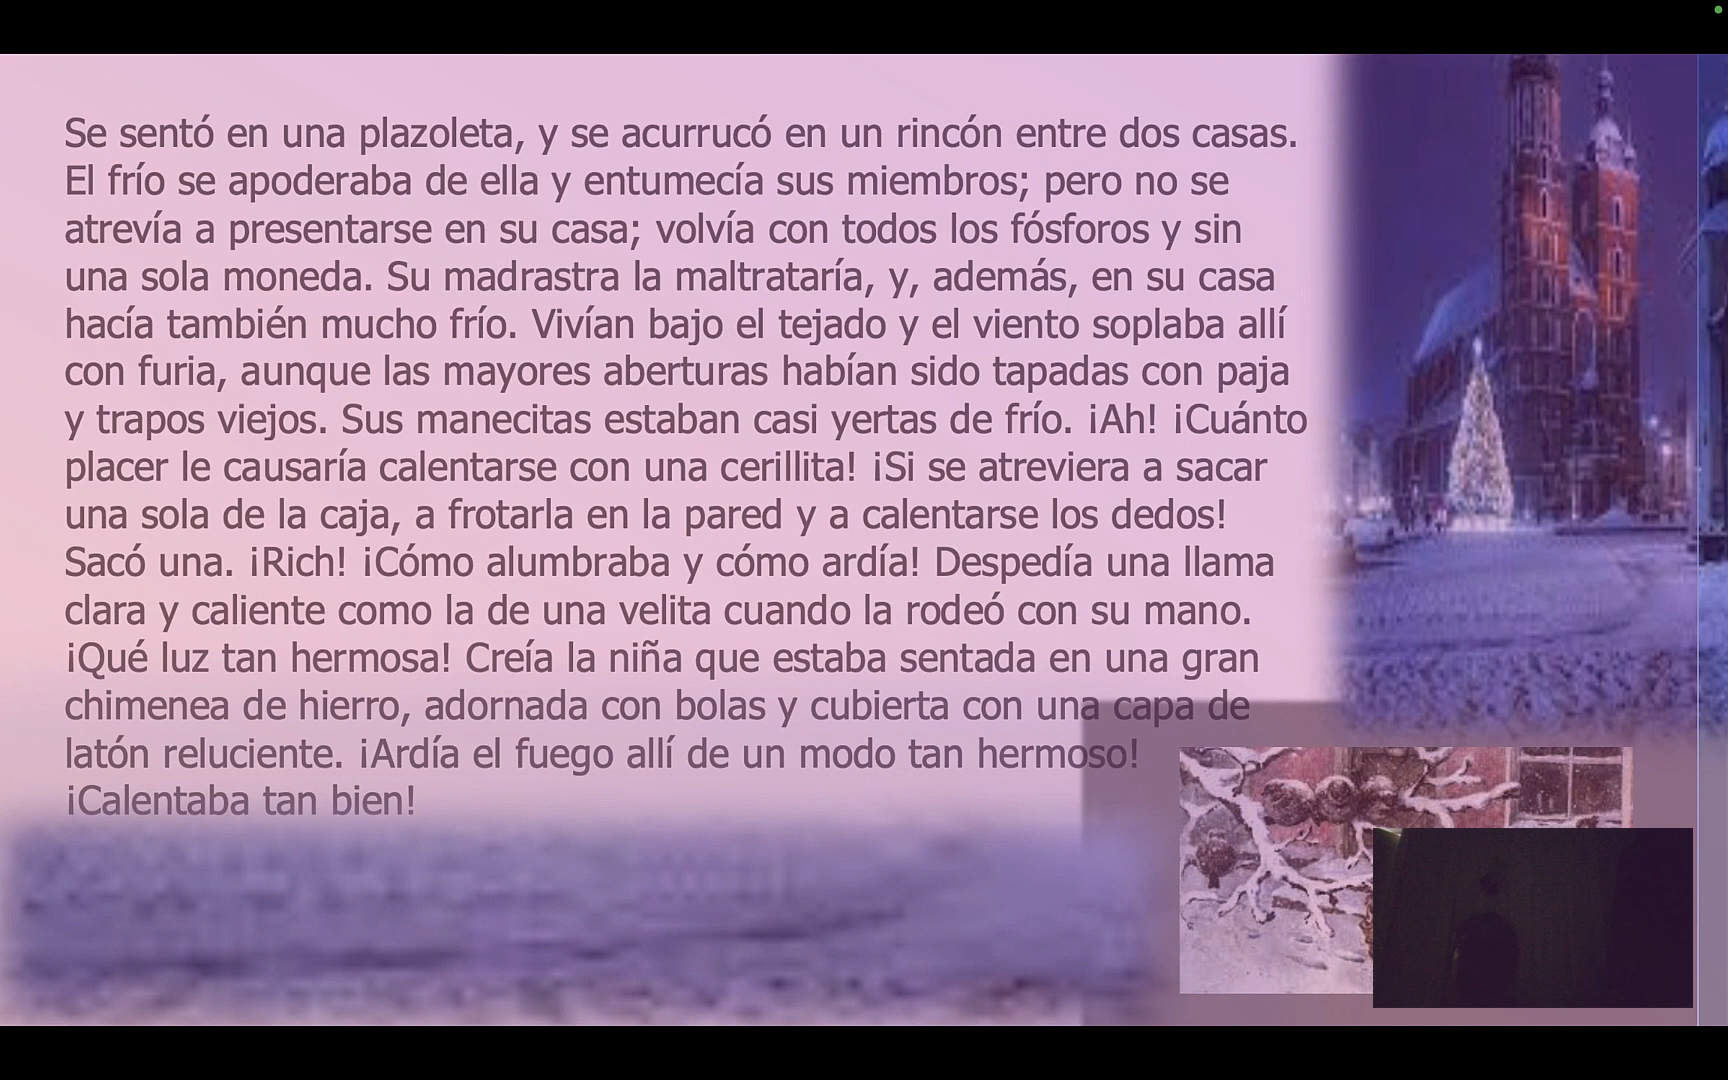 Se sentó en una plazoleta, y se acurrucó en un rincón entre dos casas.
El frío se apoderaba de ella y entumecía sus miembros; pero no se
atrevía a presentarse en su casa; volvía con todos los fósforos y sin
una sola moneda. Su madrastra la maltrataría, y, además, en su casa
hacía también mucho frío. Vivían bajo el tejado y el viento soplaba allí
con furia, aunque las mayores aberturas habían sido tapadas con paja
y trapos viejos. Sus manecitas estaban casi yertas de frío. ¡Ah! ¡Cuánto
placer le causaría calentarse con una cerillita! ¡Si se atreviera a sacar
una sola de la caja, a frotarla en la pared y a calentarse los dedos!
Sacó una. ¡Rich! ¡Cómo alumbraba y cómo ardía! Despedía una llama
clara y caliente como la de una velita cuando la rodeó con su mano.
¡Qué luz tan hermosa! Creía la niña que estaba sentada en una gran
chimenea de hierro, adornada con bolas y cubierta con una capa de
latón reluciente. ¡Ardía el fuego allí de un modo tan hermoso!
¡Calentaba tan bien!